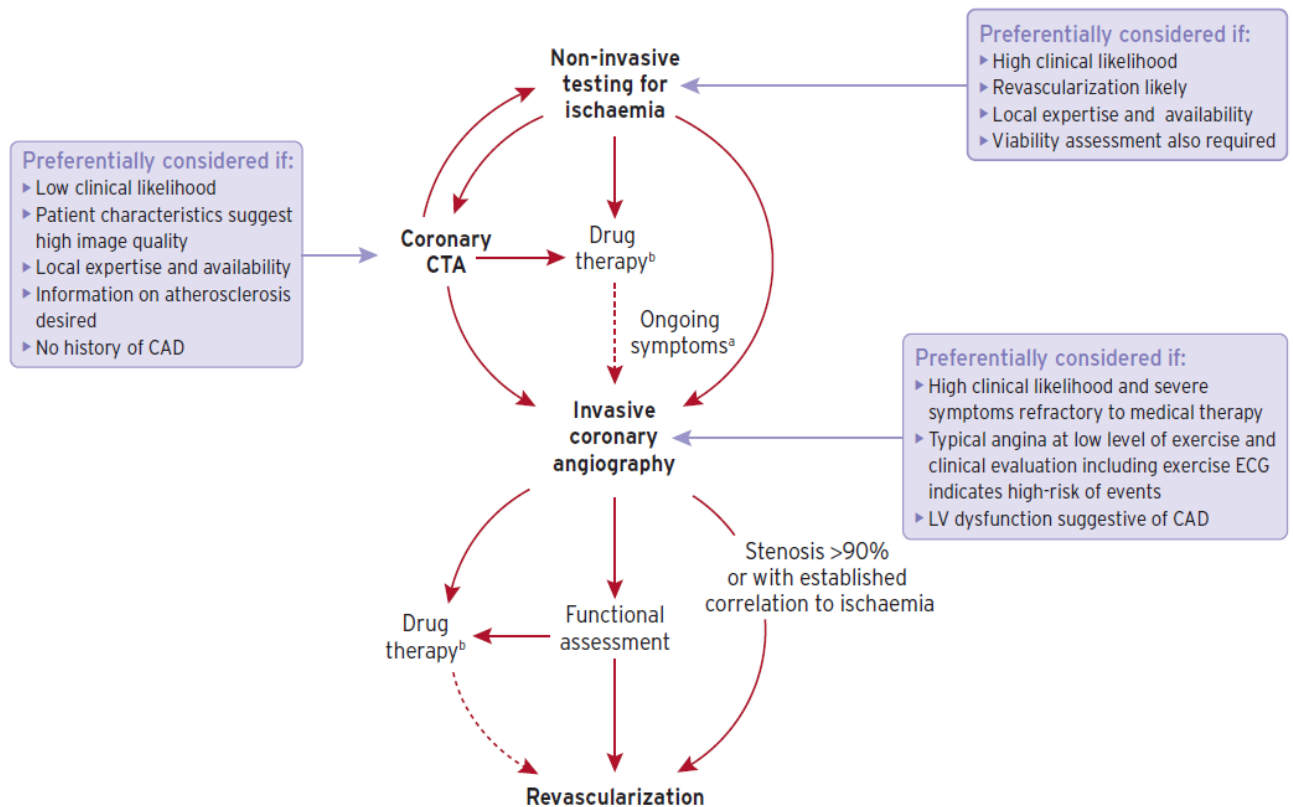 Non-invasive
testing for
ischaemia
Preferentially considered if:
▸ High clinical likelihood
▸ Revascularization likely
▸ Local expertise and availability
▸ Viability assessment also required
Preferentially considered if:
▸ Low clinical likelihood
▸ Patient characteristics suggest
high image quality
▸ Local expertise and availability
▸ Information on atherosclerosis
desired
▸ No history of CAD
Coronary
CTA
Drug
therapyᵇ
Ongoing
symptomsᵃ
Preferentially considered if:
▸ High clinical likelihood and severe
symptoms refractory to medical therapy
▸ Typical angina at low level of exercise and
clinical evaluation including exercise ECG
indicates high-risk of events
▸ LV dysfunction suggestive of CAD
Invasive
coronary
angiography
Stenosis >90%
or with established
correlation to ischaemia
Drug
therapyᵇ
Functional
assessment
Revascularization